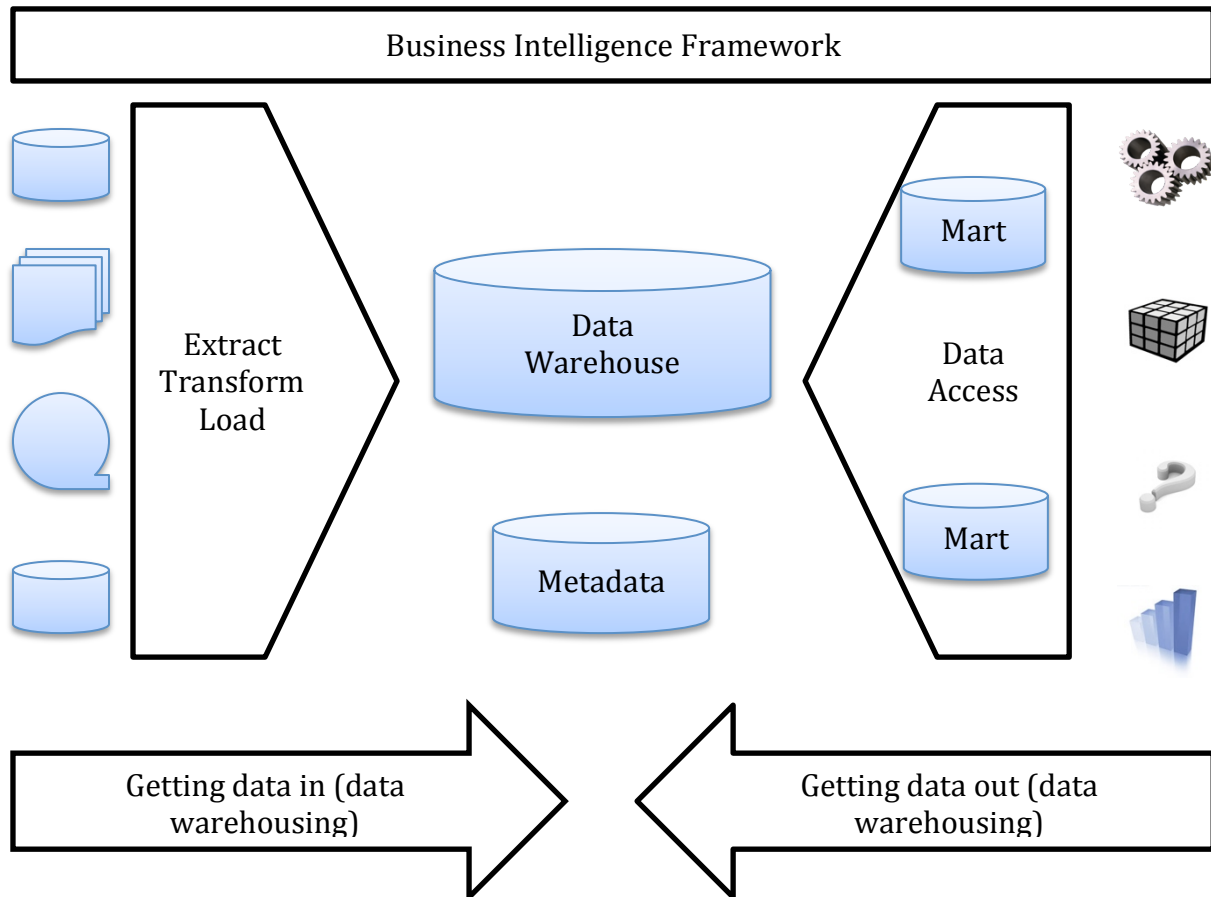 Business Intelligence Framework
Extract
Transform
Load
Data
Warehouse
Metadata
Mart
Data
Access
Mart
Getting data in (data
warehousing)
Getting data out (data
warehousing)